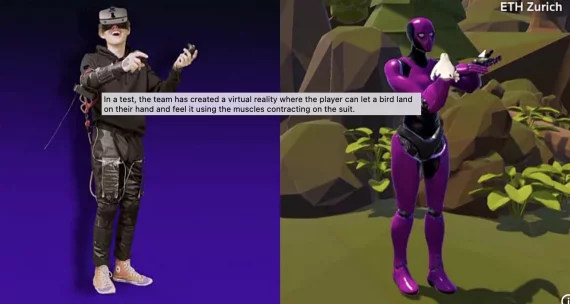 ETH Zurich
In a test, the team has created a virtual reality where the player can let a bird land
on their hand and feel it using the muscles contracting on the suit.